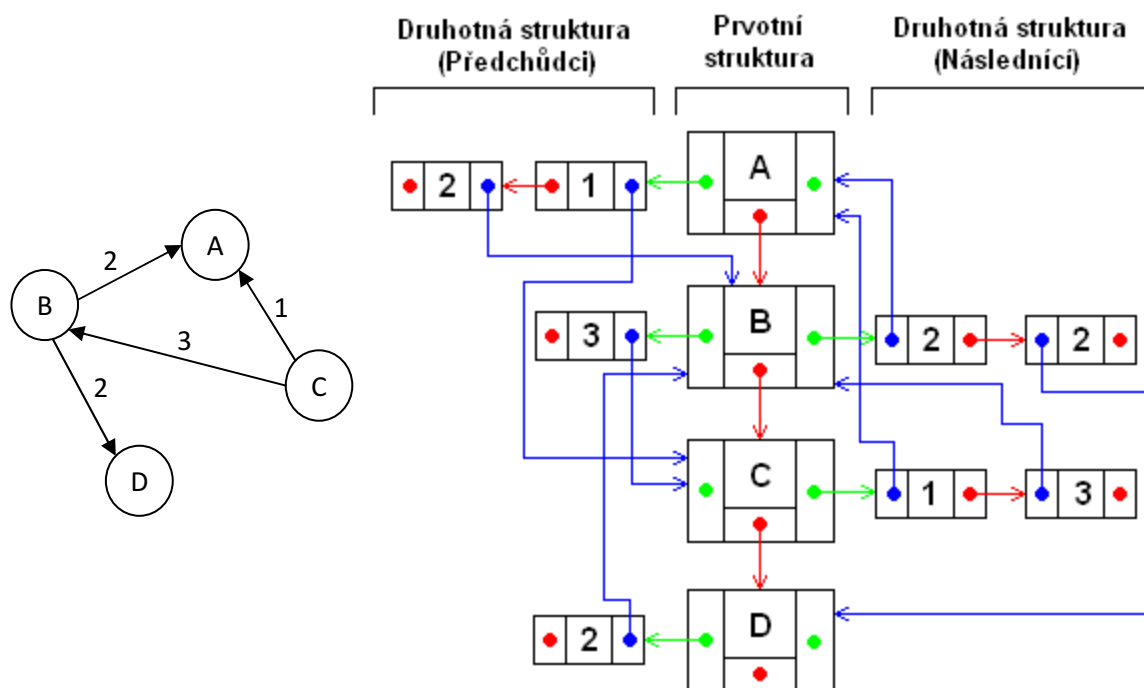 Druhotná struktura
(Předchůdci)
Prvotní
struktura
Druhotná struktura
(Následnící)
2
1
A
A
2
B
B
3
1
3
2
2
C
2
C
1
3
D
D
2